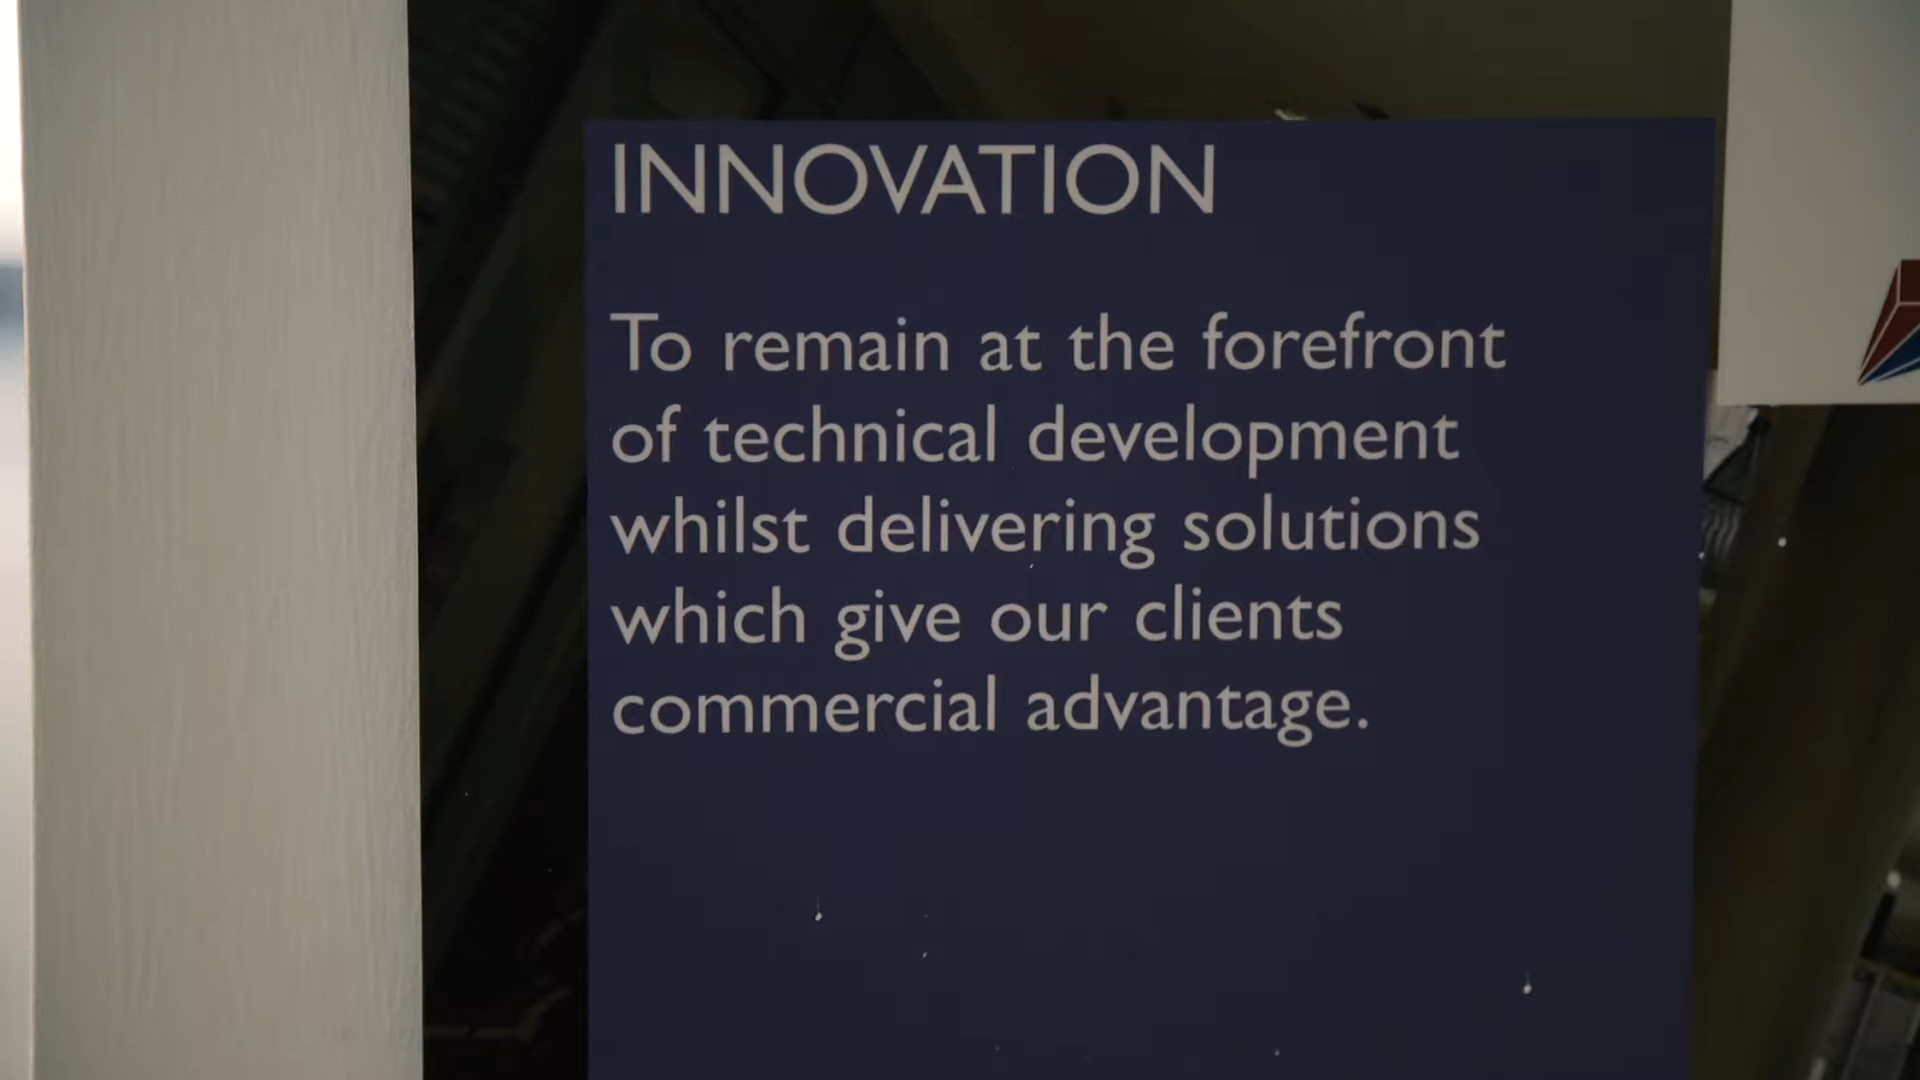 INNOVATION
To remain at the forefront
of technical development
whilst delivering solutions
which give our clients
commercial advantage.